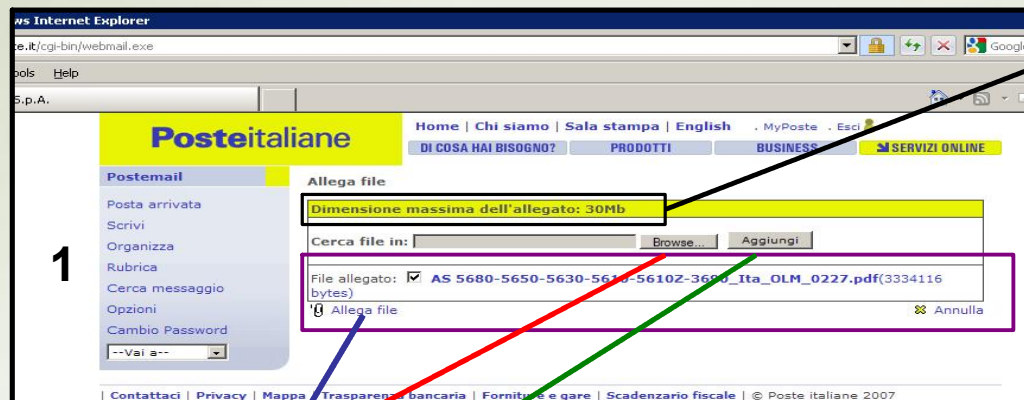 ws Internet Explorer
te.it/cgi-bin/webmail.exe
Google
ools Help
S.p.A.
Posteitaliane
Home | Chi siamo | Sala stampa | English . MyPoste . Esci
DI COSA HAI BISOGNO? PRODOTTI BUSINESS SERVIZI ONLINE
Postemail
Posta arrivata
Scrivi
Organizza
Rubrica
Cerca messaggio
Opzioni
Cambio Password
--Vai a--
1
Allega file
Dimensione massima dell'allegato: 30Mb
Cerca file in: Browse... Aggiungi
File allegato: AS 5680-5650-5630-5610-5610Z-3690_Ita_OLM_0227.pdf(3334116
bytes)
Allega file Annulla
| Contattaci | Privacy | Mappa | Trasparenza bancaria | Forniture e gare | Scadenzario fiscale | © Poste italiane 2007